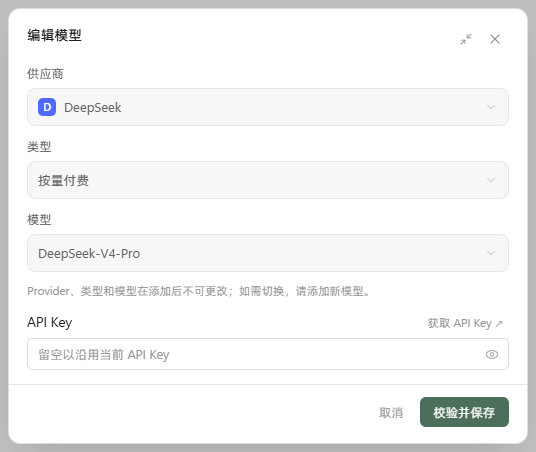 编辑模型
供应商
D DeepSeek
类型
按量付费
模型
DeepSeek-V4-Pro
Provider、类型和模型在添加后不可更改；如需切换，请添加新模型。
API Key 获取 API Key ↗
留空以沿用当前 API Key
取消 校验并保存